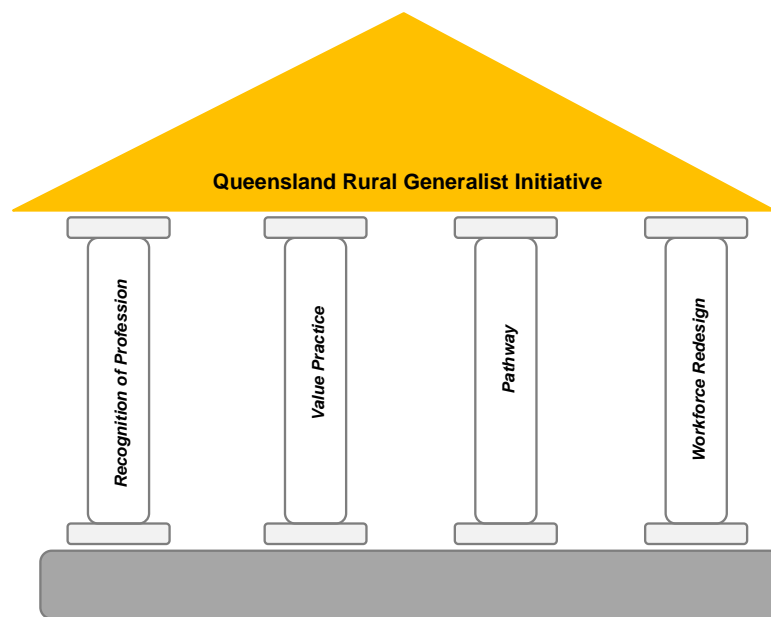 Queensland Rural Generalist Initiative
Recognition of Profession
Value Practice
Pathway
Workforce Redesign